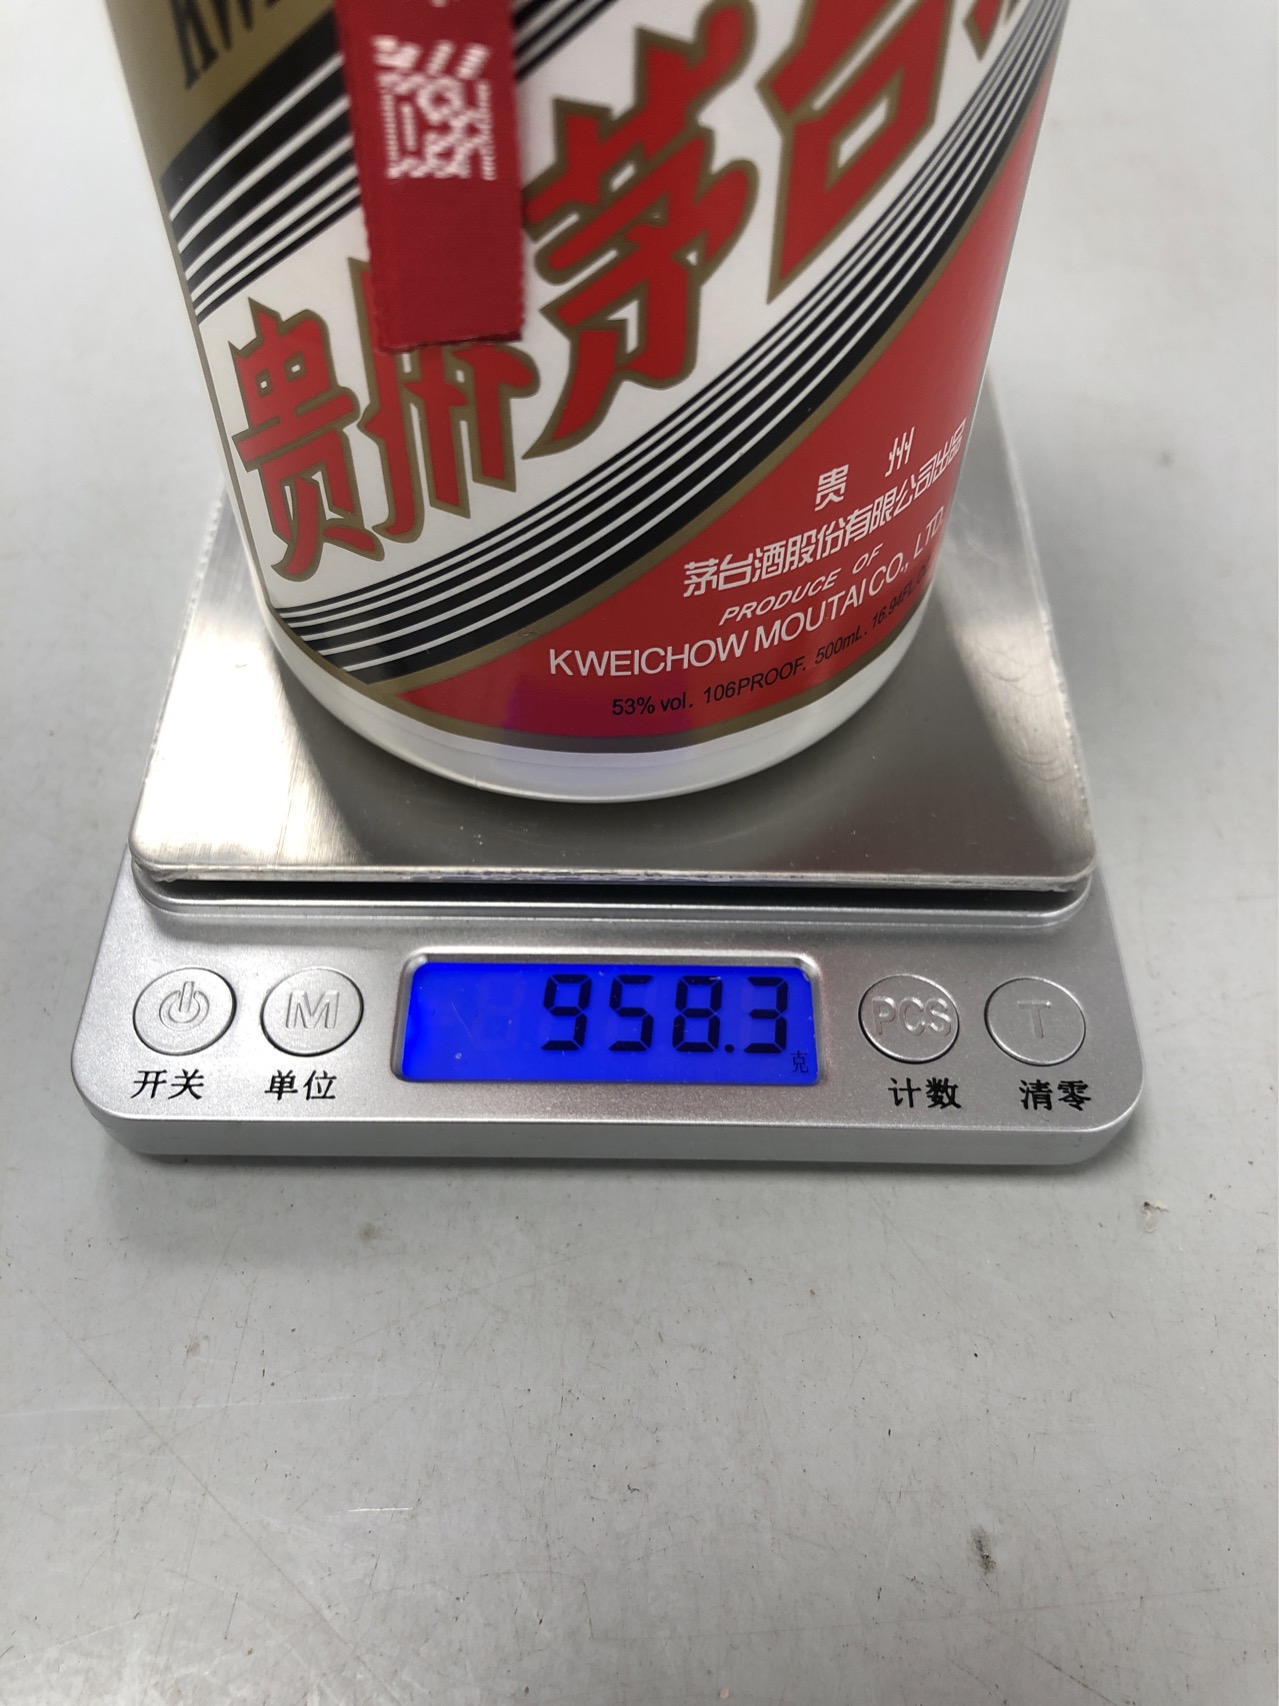 贵州茅台
贵州
茅台酒股份有限公司出品
PRODUCE OF
KWEICHOW MOUTAI CO., LTD.
53% vol. 106PROOF. 500mL.
958.3
克
M
PCS
T
开关
单位
计数
清零